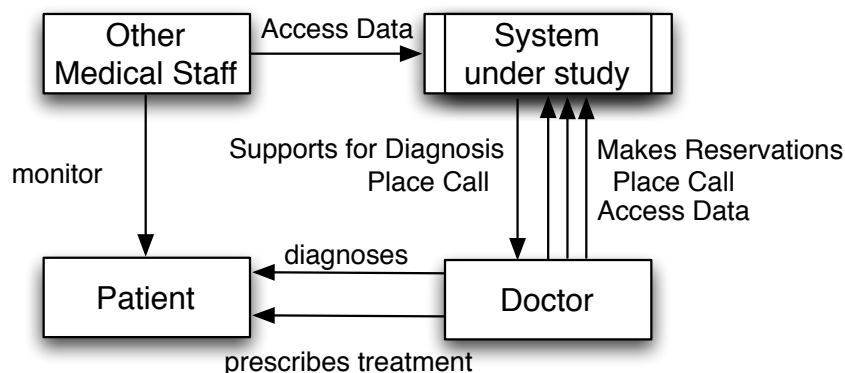 Other
Medical Staff
Access Data
System
under study
monitor
Supports for Diagnosis
Place Call
Makes Reservations
Place Call
Access Data
Patient
diagnoses
Doctor
prescribes treatment